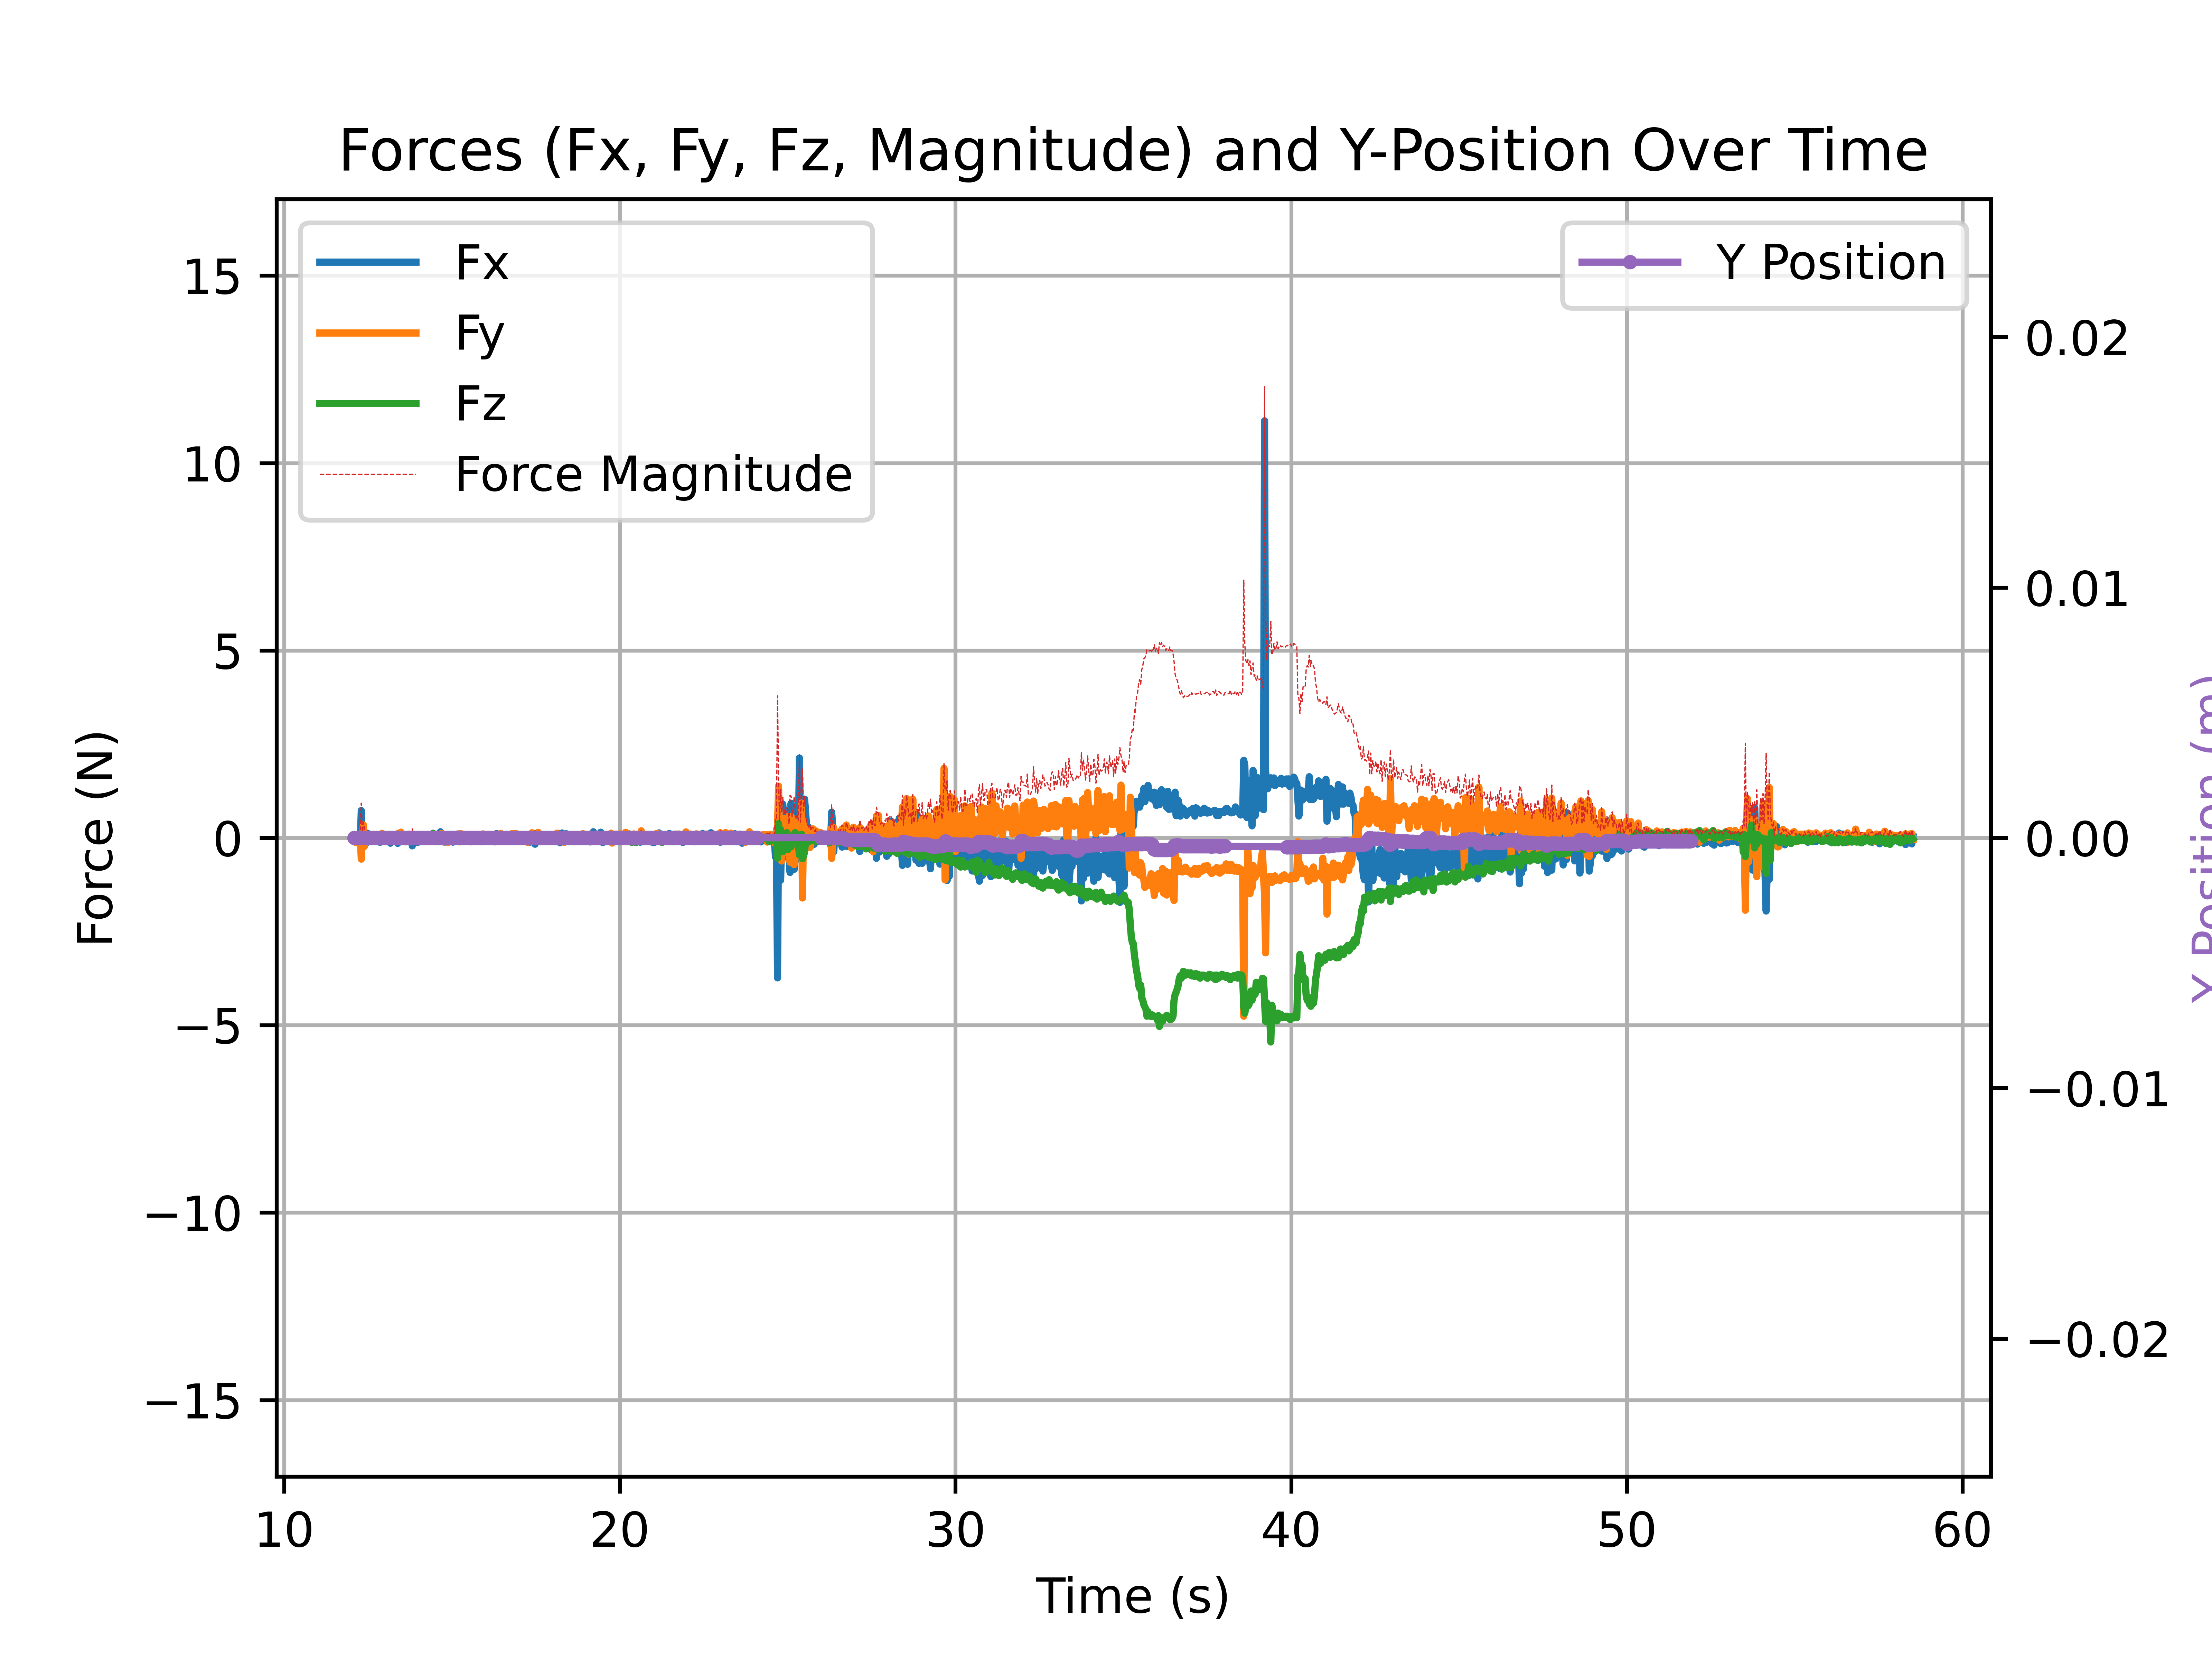 Forces (Fx, Fy, Fz, Magnitude) and Y-Position Over Time
Fx
Fy
Fz
Force Magnitude
Y Position
15
10
5
0
−5
−10
−15
Force (N)
0.02
0.01
0.00
−0.01
−0.02
Y Position (m)
10 20 30 40 50 60
Time (s)